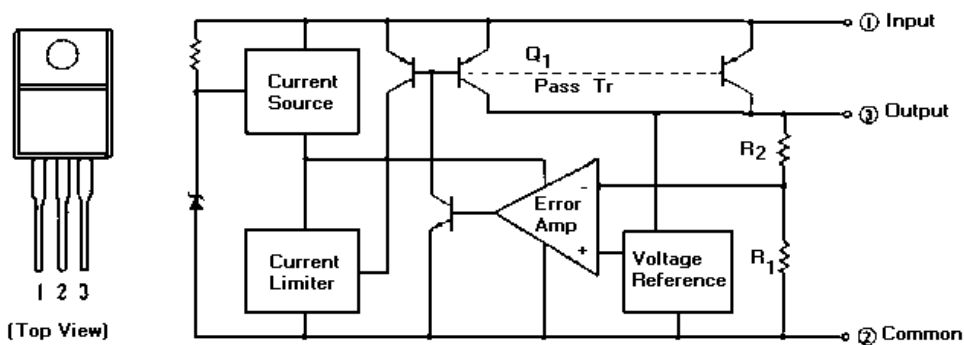 1 2 3
(Top View)
Current
Source
Current
Limiter
Q1
Pass Tr
Error
Amp
-
+
Voltage
Reference
R2
R1
① Input
③ Output
② Common